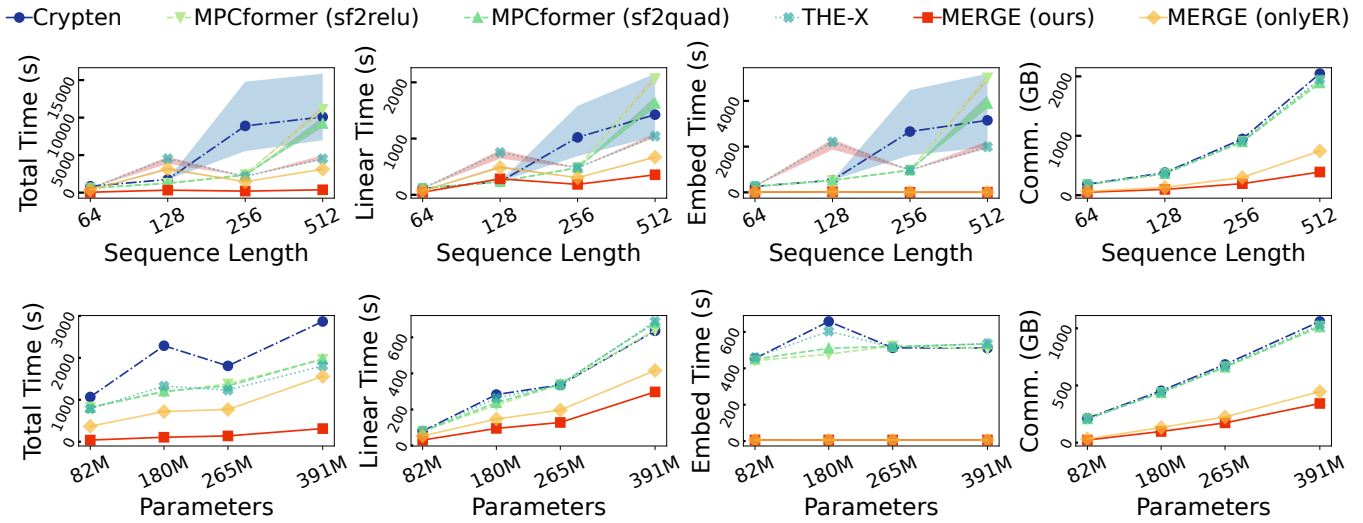 Crypten MPCformer (sf2relu) MPCformer (sf2quad) THE-X MERGE (ours) MERGE (onlyER)
Total Time (s)
0
5000
10000
15000
64 128 256 512
Sequence Length
Linear Time (s)
0
1000
2000
64 128 256 512
Sequence Length
Embed Time (s)
0
2000
4000
64 128 256 512
Sequence Length
Comm. (GB)
0
1000
2000
64 128 256 512
Sequence Length
Total Time (s)
0
1000
2000
3000
82M 180M 265M 391M
Parameters
Linear Time (s)
0
200
400
600
82M 180M 265M 391M
Parameters
Embed Time (s)
0
200
400
600
82M 180M 265M 391M
Parameters
Comm. (GB)
0
500
1000
82M 180M 265M 391M
Parameters